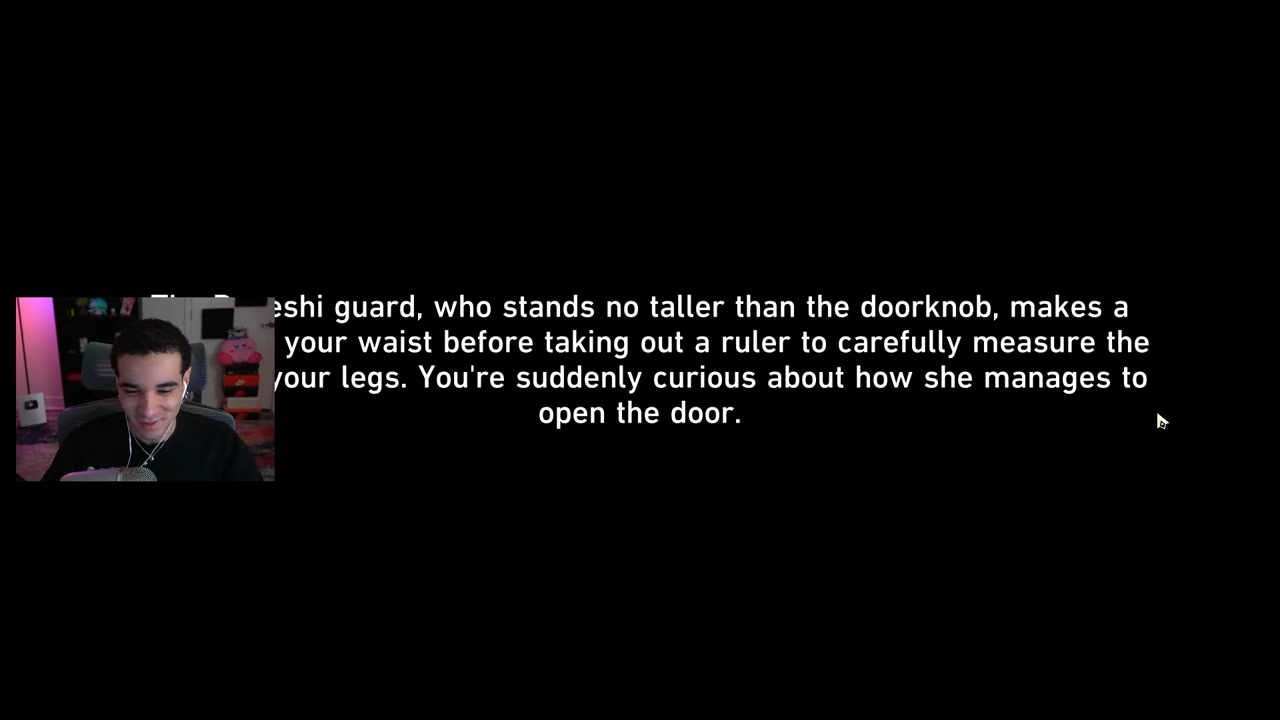 eshi guard, who stands no taller than the doorknob, makes a
your waist before taking out a ruler to carefully measure the
your legs. You're suddenly curious about how she manages to
open the door.